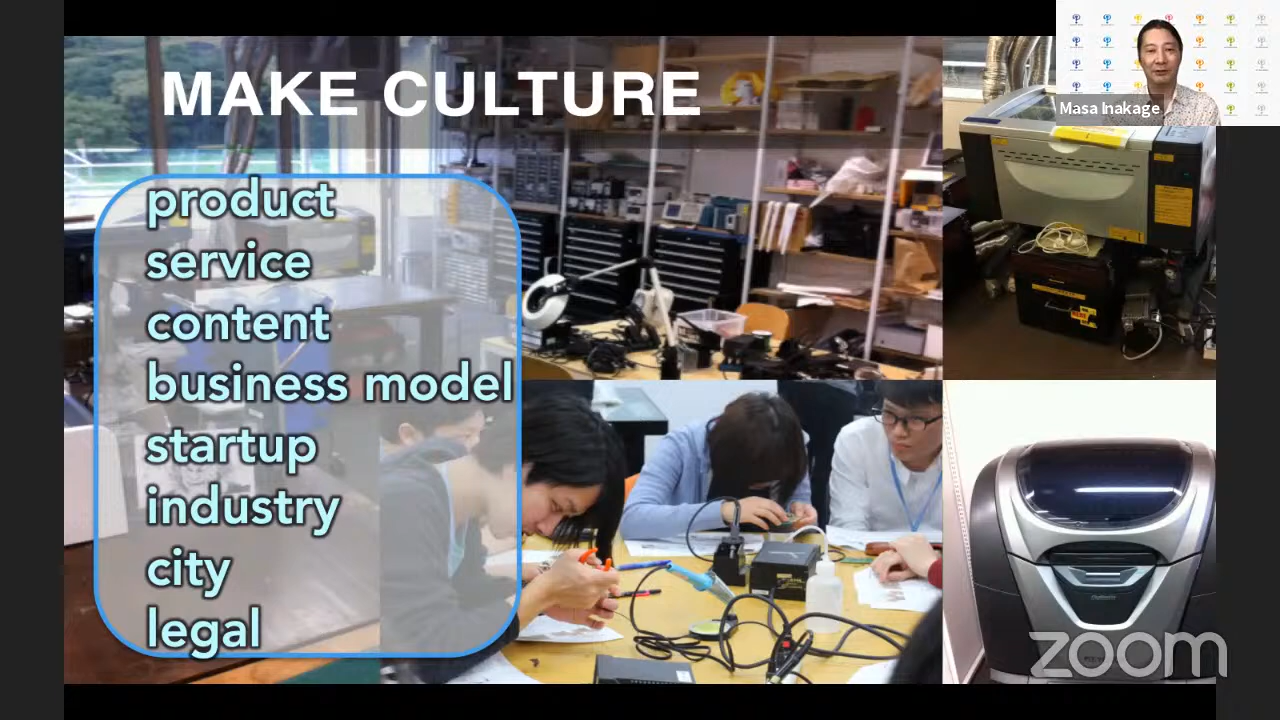 MAKE CULTURE
Masa Inakage
product
service
content
business model
startup
industry
city
legal
zoom